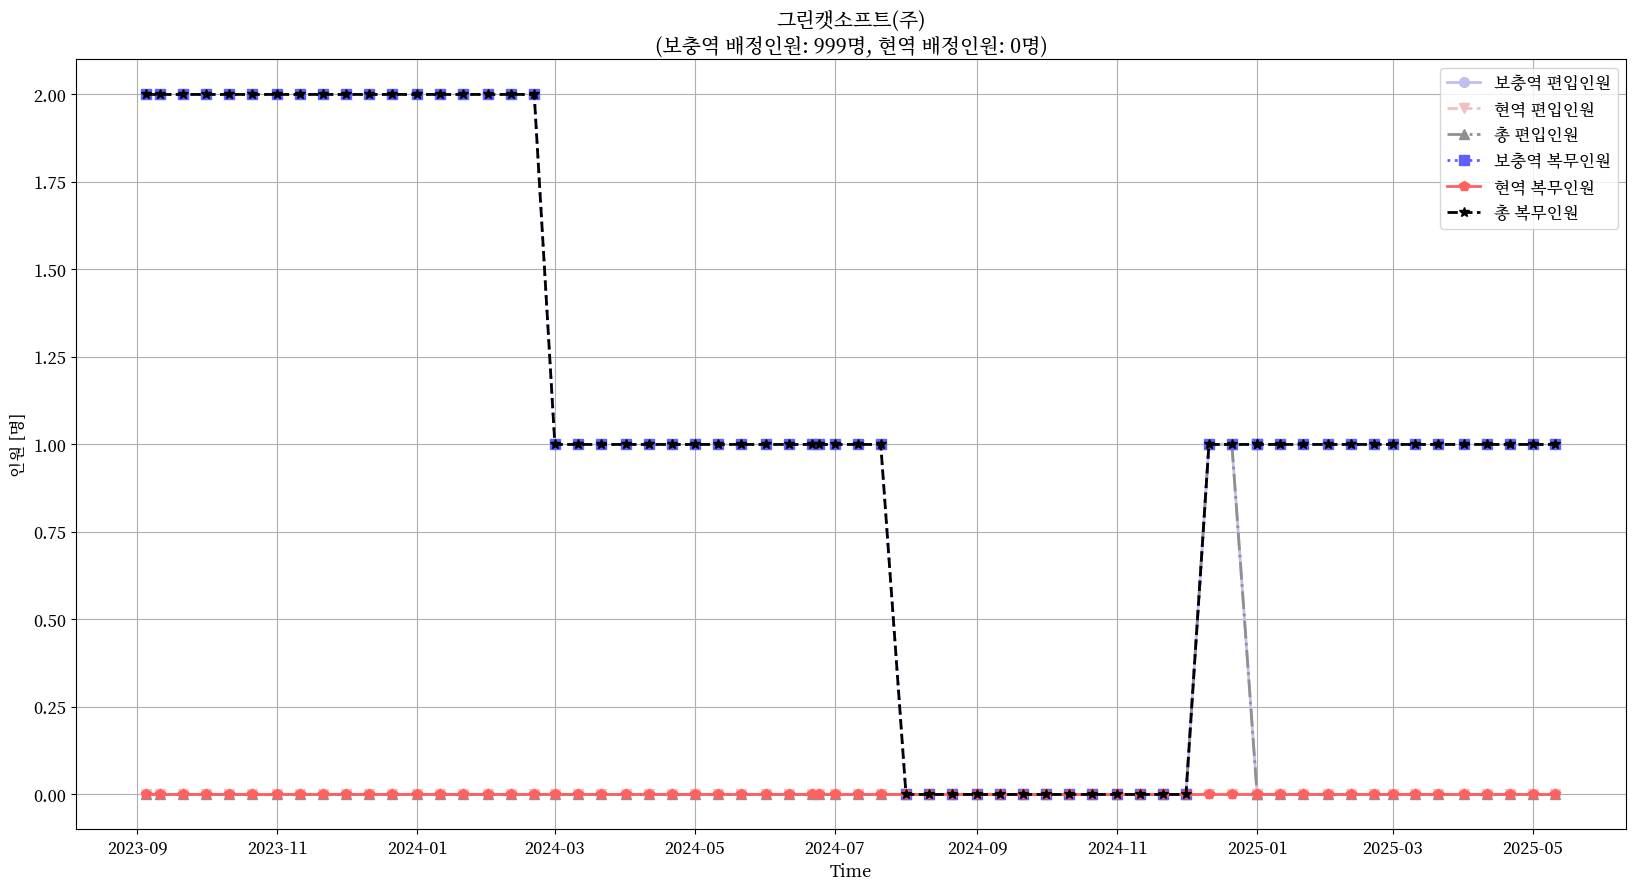 그린캣소프트(주)
(보충역 배정인원: 999명, 현역 배정인원: 0명)
보충역 편입인원
현역 편입인원
총 편입인원
보충역 복무인원
현역 복무인원
총 복무인원
인원 [명]
2.00
1.75
1.50
1.25
1.00
0.75
0.50
0.25
0.00
2023-09 2023-11 2024-01 2024-03 2024-05 2024-07 2024-09 2024-11 2025-01 2025-03 2025-05
Time